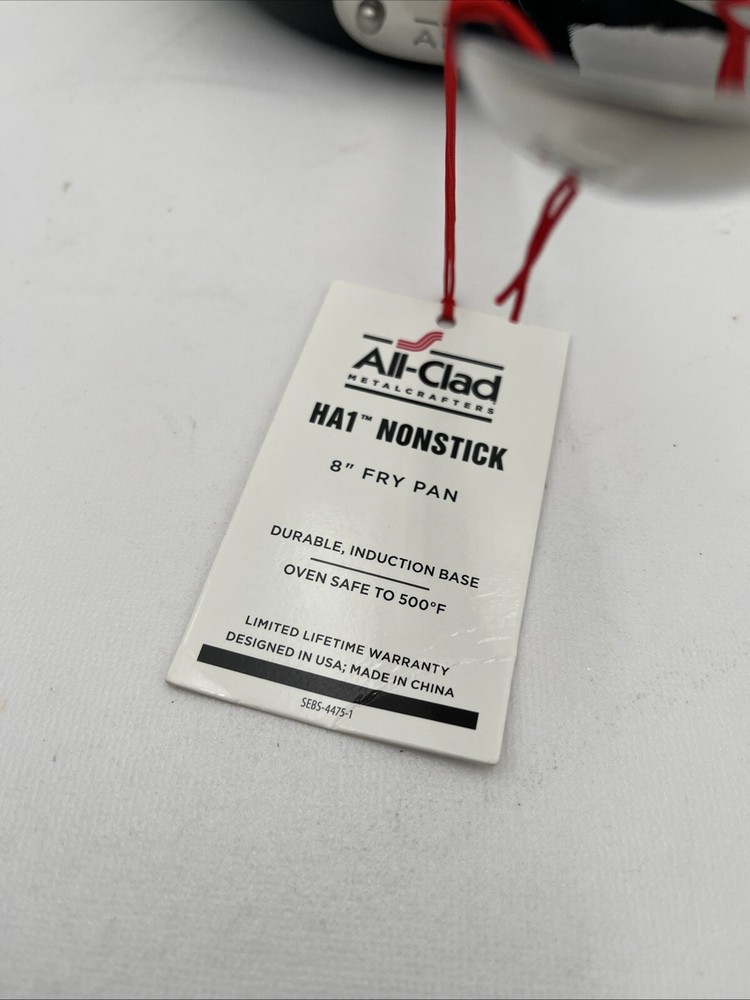 All-Clad
METALCRAFTERS
HA1™ NONSTICK
8" FRY PAN
DURABLE, INDUCTION BASE
OVEN SAFE TO 500°F
LIMITED LIFETIME WARRANTY
DESIGNED IN USA; MADE IN CHINA
SEBS-4475-1